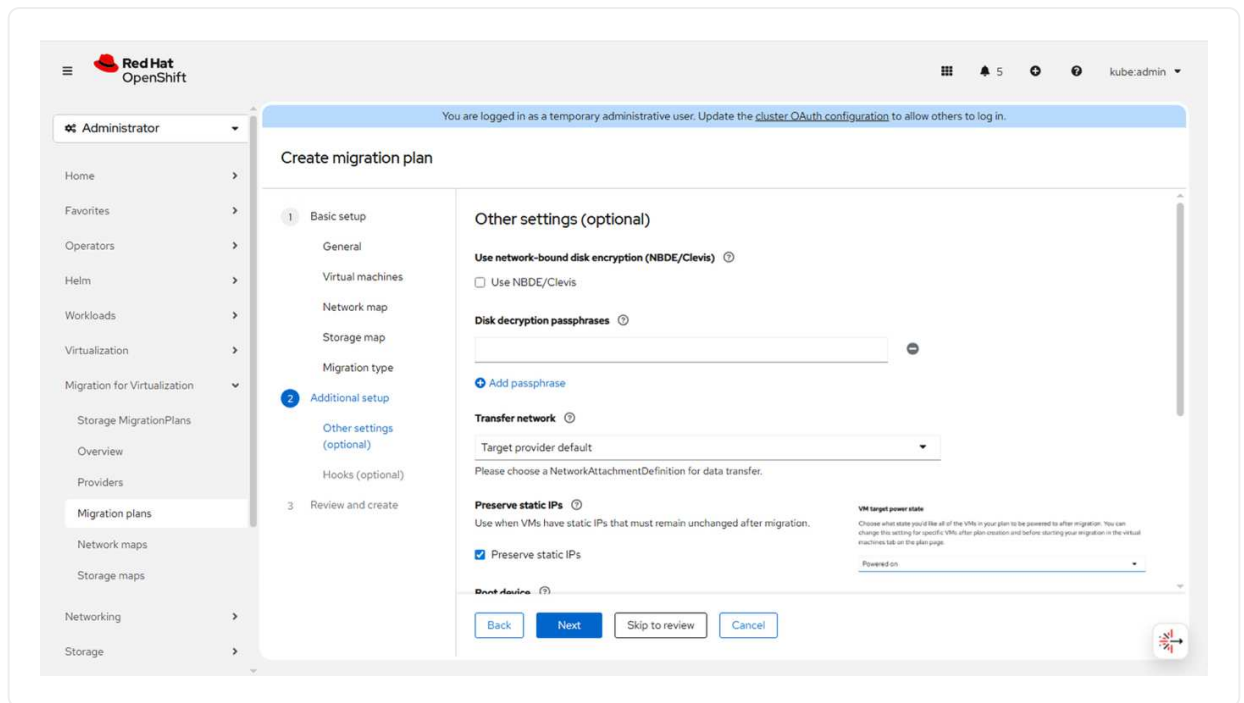 Red Hat
OpenShift
5
kube:admin
Administrator
Home
Favorites
Operators
Helm
Workloads
Virtualization
Migration for Virtualization
Storage MigrationPlans
Overview
Providers
Migration plans
Network maps
Storage maps
Networking
Storage
You are logged in as a temporary administrative user. Update the cluster OAuth configuration to allow others to log in.
Create migration plan
1 Basic setup
General
Virtual machines
Network map
Storage map
Migration type
2 Additional setup
Other settings
(optional)
Hooks (optional)
3 Review and create
Other settings (optional)
Use network-bound disk encryption (NBDE/Clevis)
Use NBDE/Clevis
Disk decryption passphrases
Add passphrase
Transfer network
Target provider default
Please choose a NetworkAttachmentDefinition for data transfer.
Preserve static IPs
Use when VMs have static IPs that must remain unchanged after migration.
Preserve static IPs
VM target power state
Choose what state you'd like all of the VMs in your plan to be powered to after migration. You can
change this setting for specific VMs after plan creation and before starting your migration in the virtual
machines tab on the plan page.
Powered on
Root device
Back
Next
Skip to review
Cancel